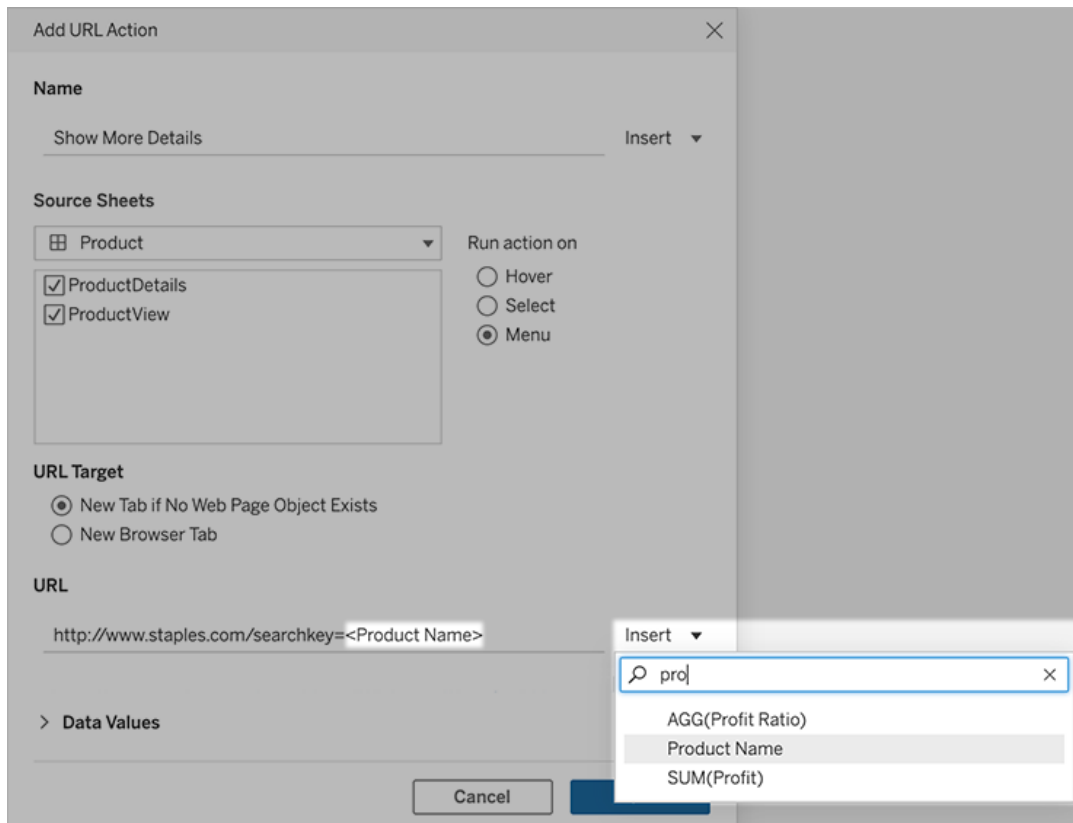 Add URL Action
Name
Show More Details
Insert
Source Sheets
Product
Run action on
ProductDetails
Hover
ProductView
Select
Menu
URL Target
New Tab if No Web Page Object Exists
New Browser Tab
URL
http://www.staples.com/searchkey=<Product Name>
Insert
pro
AGG(Profit Ratio)
Data Values
Product Name
SUM(Profit)
Cancel